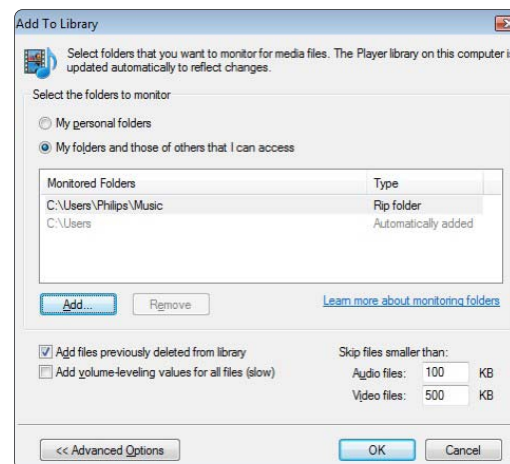 Add To Library
Select folders that you want to monitor for media files. The Player library on this computer i
updated automatically to reflect changes.
Select the folders to monitor
My personal folders
My folders and those of others that I can access
Monitored Folders Type
C:\Users\Philips\Music Rip folder
C:\Users Automatically added
Add... Remove Learn more about monitoring folders
Add files previously deleted from library Skip files smaller than:
Add volume-leveling values for all files (slow) Audio files: 100 KB
Video files: 500 KB
<< Advanced Options OK Cancel